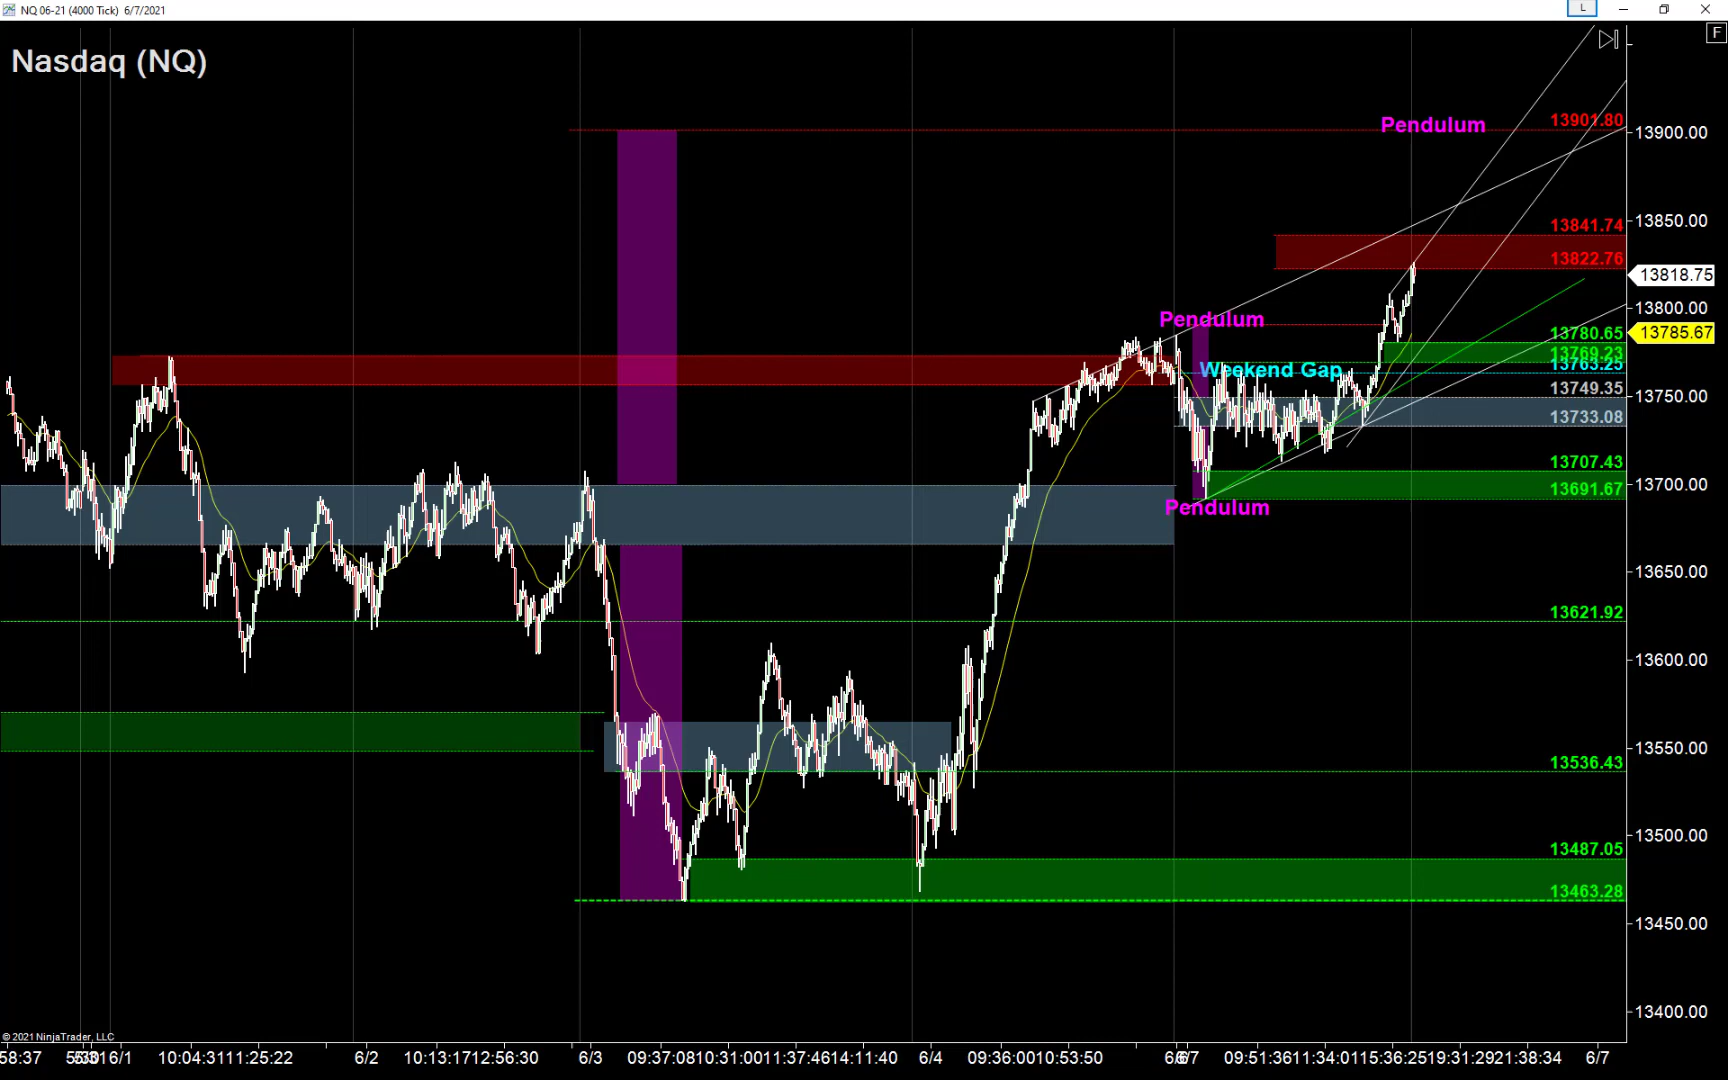 NQ 06-21 (4000 Tick)  6/7/2021
L
F
Nasdaq (NQ)
Pendulum
13901.80
13900.00
13841.74
13850.00
13822.76
13818.75
13800.00
Pendulum
13780.65
13785.67
13769.23
13763.25
Weekend Gap
13749.35
13750.00
13733.08
13707.43
13691.67
13700.00
Pendulum
13650.00
13621.92
13600.00
13550.00
13536.43
13500.00
13487.05
13463.28
13450.00
13400.00
© 2021 NinjaTrader, LLC
58:37 6/1 10:04:31 11:25:22 6/2 10:13:17 12:56:30 6/3 09:37:08 10:31:00 11:37:46 14:11:40 6/4 09:36:00 10:53:50 6/7 09:51:36 11:34:01 15:36:25 19:31:29 21:38:34 6/7